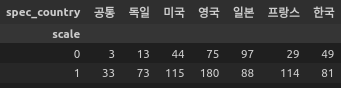 spec_country 공통 독일 미국 영국 일본 프랑스 한국
scale
0 3 13 44 75 97 29 49
1 33 73 115 180 88 114 81